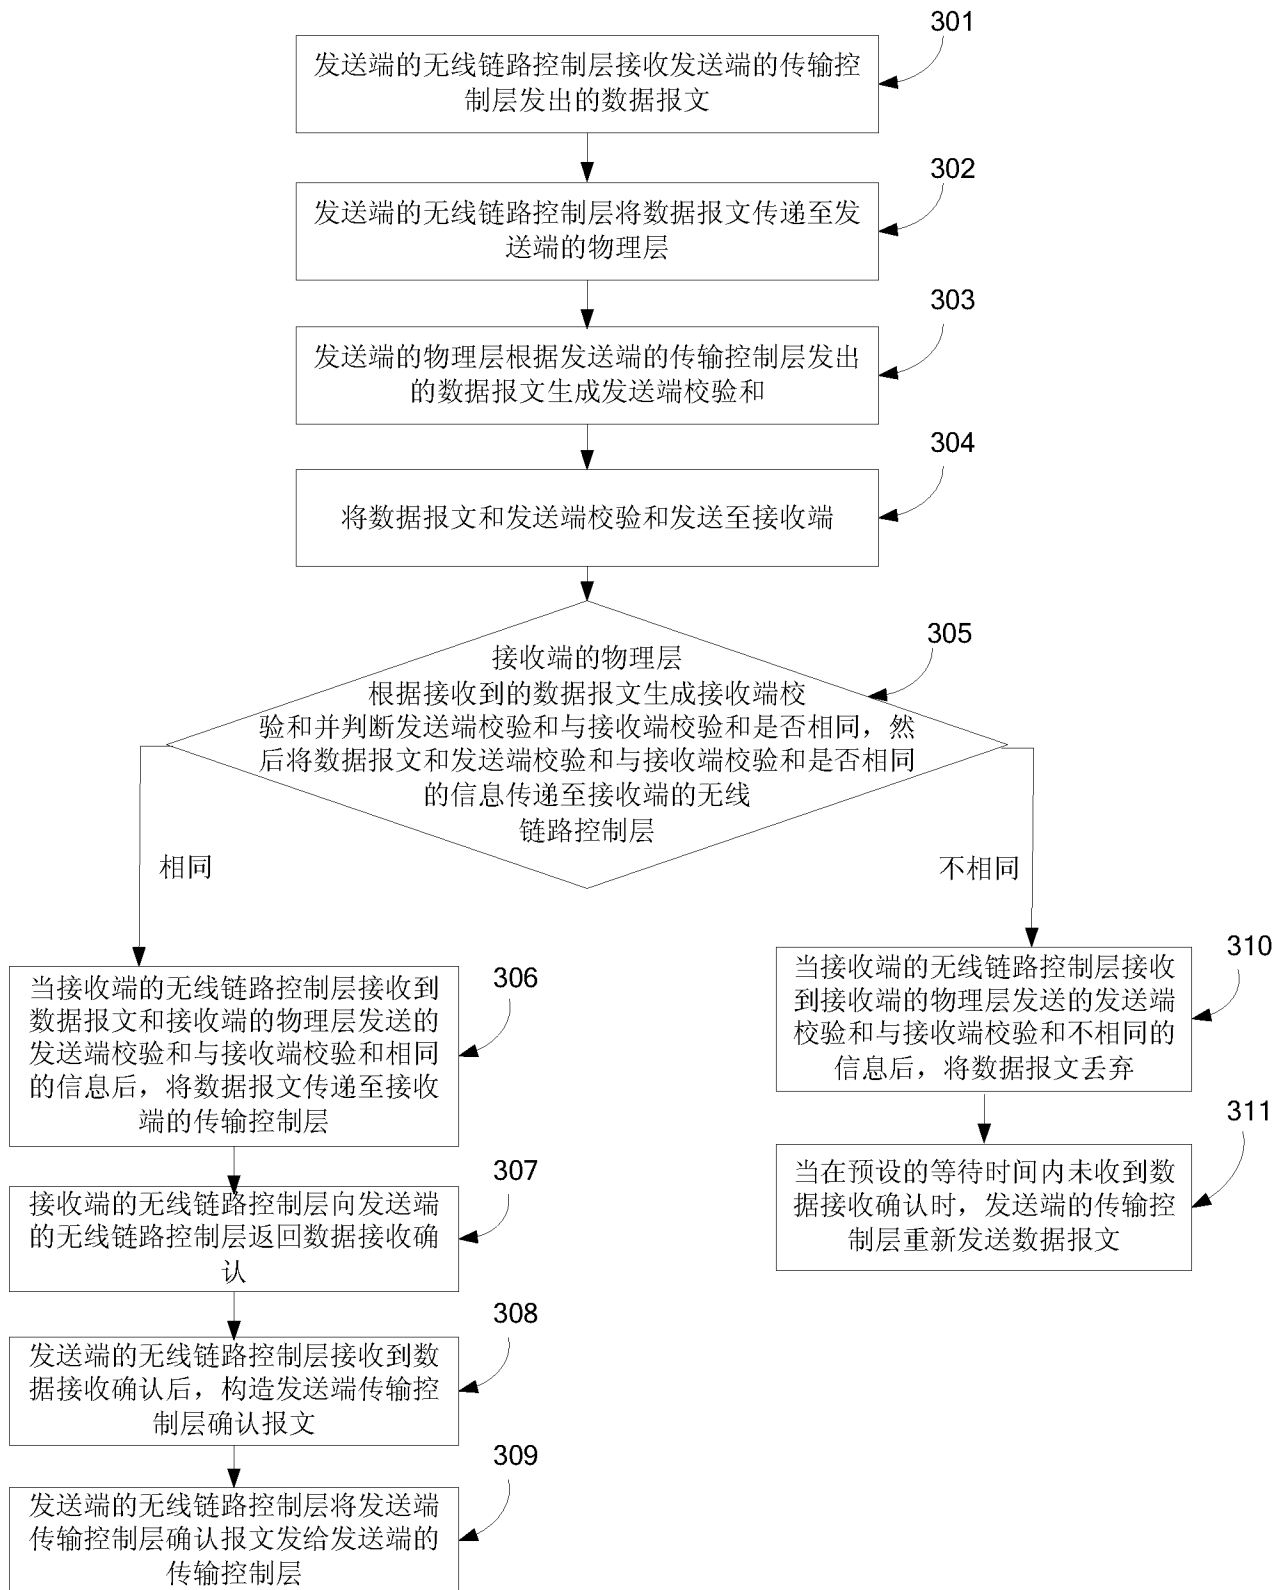 301
发送端的无线链路控制层接收发送端的传输控
制层发出的数据报文
302
发送端的无线链路控制层将数据报文传递至发
送端的物理层
303
发送端的物理层根据发送端的传输控制层发出
的数据报文生成发送端校验和
304
将数据报文和发送端校验和发送至接收端
305
接收端的物理层
根据接收到的数据报文生成接收端校
验和并判断发送端校验和与接收端校验和是否相同，然
后将数据报文和发送端校验和与接收端校验和是否相同
的信息传递至接收端的无线
链路控制层
相同
不相同
306
当接收端的无线链路控制层接收到
数据报文和接收端的物理层发送的
发送端校验和与接收端校验和相同
的信息后，将数据报文传递至接收
端的传输控制层
307
接收端的无线链路控制层向发送端
的无线链路控制层返回数据接收确
认
308
发送端的无线链路控制层接收到数
据接收确认后，构造发送端传输控
制层确认报文
309
发送端的无线链路控制层将发送端
传输控制层确认报文发给发送端的
传输控制层
310
当接收端的无线链路控制层接收
到接收端的物理层发送的发送端
校验和与接收端校验和不相同的
信息后，将数据报文丢弃
311
当在预设的等待时间内未收到数
据接收确认时，发送端的传输控
制层重新发送数据报文